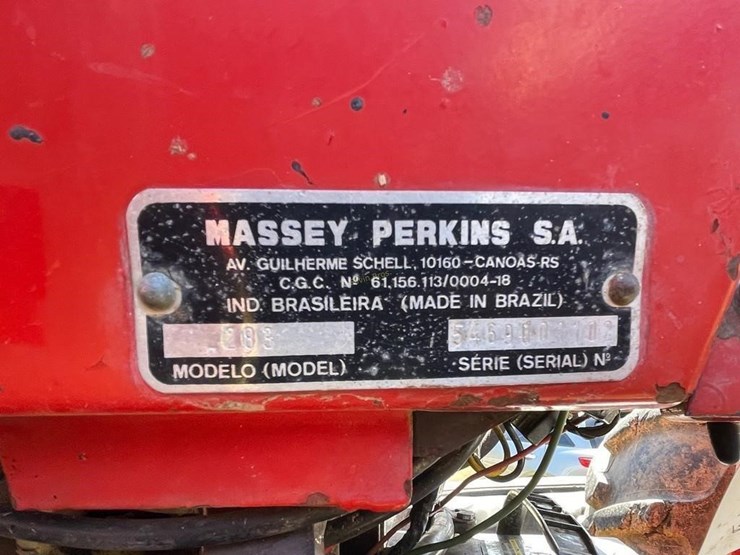 MASSEY PERKINS S.A.
AV. GUILHERME SCHELL, 10160-CANOAS-RS
C.G.C. Nº 61.156.113/0004-18
IND. BRASILEIRA (MADE IN BRAZIL)
MODELO (MODEL)
SÉRIE (SERIAL) Nº